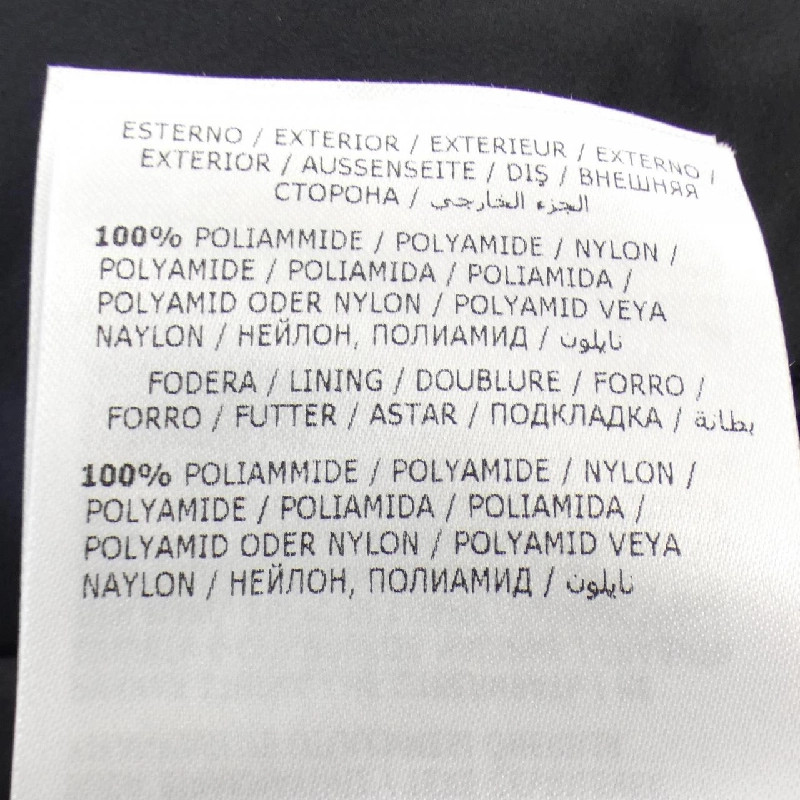 ESTERNO / EXTERIOR / EXTERIEUR / EXTERNO /
EXTERIOR / AUSSENSEITE / DIŞ / ВНЕШНЯЯ
СТОРОНА / الجزء الخارجي
100% POLIAMMIDE / POLYAMIDE / NYLON /
POLYAMIDE / POLIAMIDA / POLIAMIDA /
POLYAMID ODER NYLON / POLYAMID VEYA
NAYLON / НЕЙЛОН, ПОЛИАМИД / نايلون
FODERA / LINING / DOUBLURE / FORRO /
FORRO / FUTTER / ASTAR / ПОДКЛАДКА / بطانة
100% POLIAMMIDE / POLYAMIDE / NYLON /
POLYAMIDE / POLIAMIDA / POLIAMIDA /
POLYAMID ODER NYLON / POLYAMID VEYA
NAYLON / НЕЙЛОН, ПОЛИАМИД / نايلون